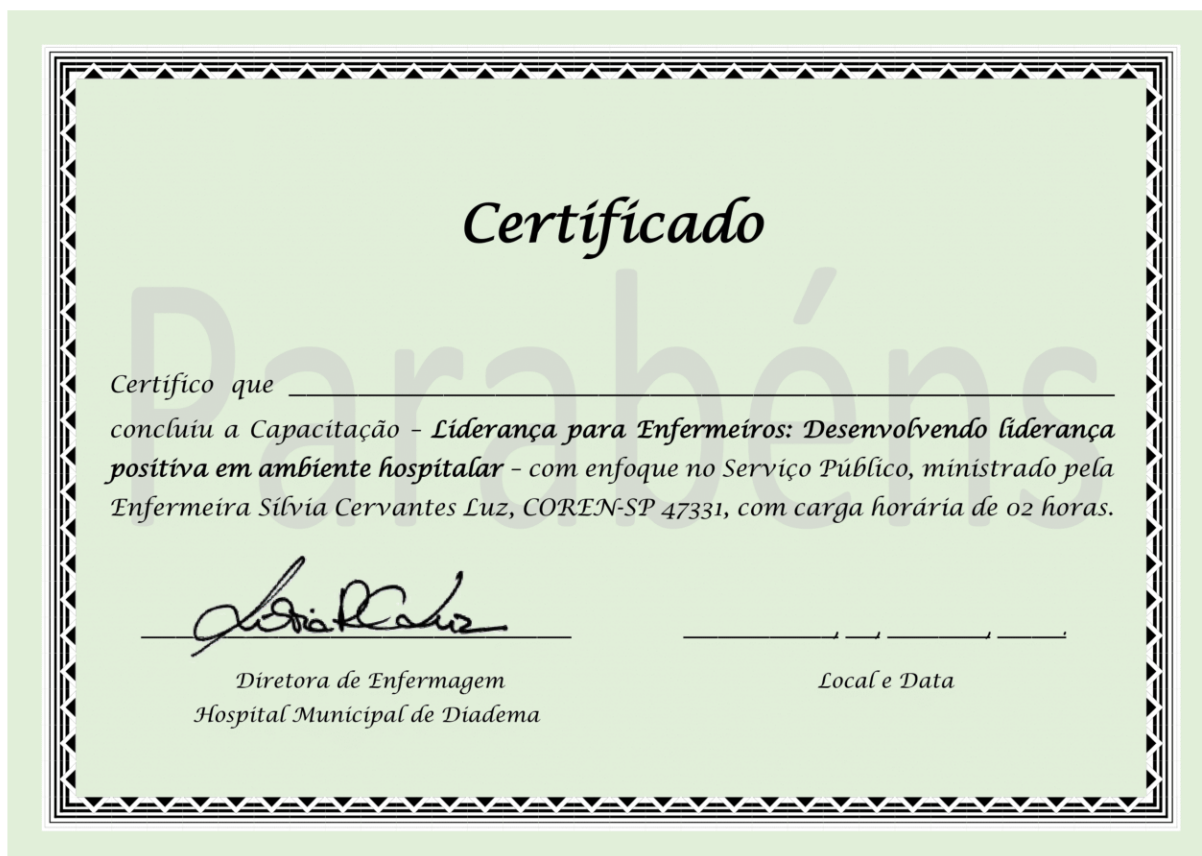 Certificado
Parabéns
Certifico que ________________
concluiu a Capacitação – Liderança para Enfermeiros: Desenvolvendo liderança
positiva em ambiente hospitalar – com enfoque no Serviço Público, ministrado pela
Enfermeira Silvia Cervantes Luz, COREN-SP 47331, com carga horária de 02 horas.
Diretora de Enfermagem
Hospital Municipal de Diadema
Local e Data